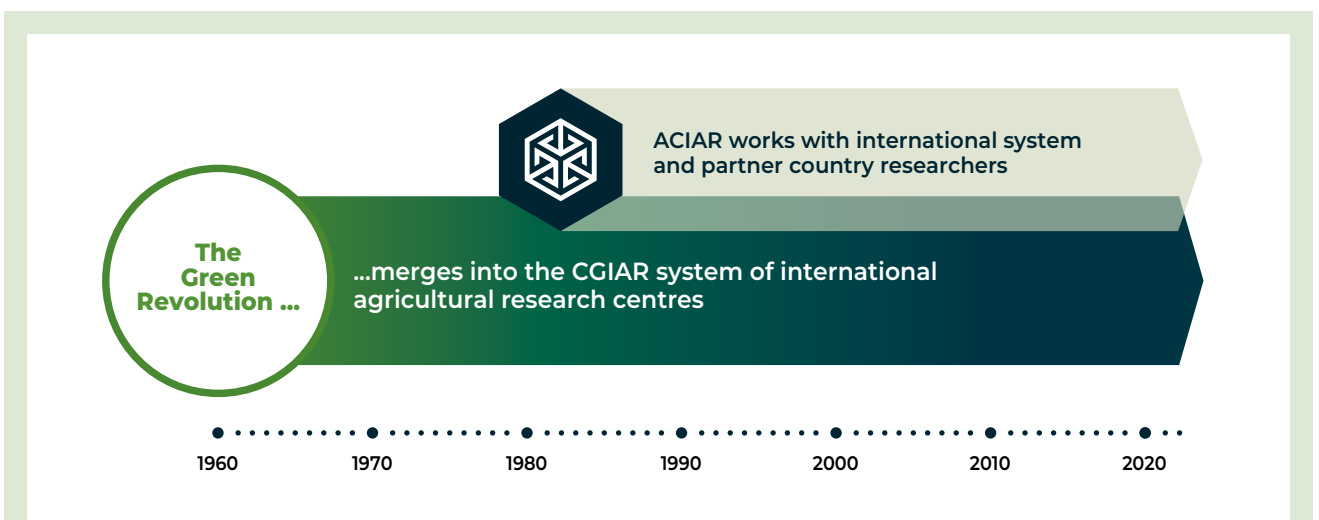 ACIAR works with international system
and partner country researchers
The
Green
Revolution ...
...merges into the CGIAR system of international
agricultural research centres
1960 1970 1980 1990 2000 2010 2020